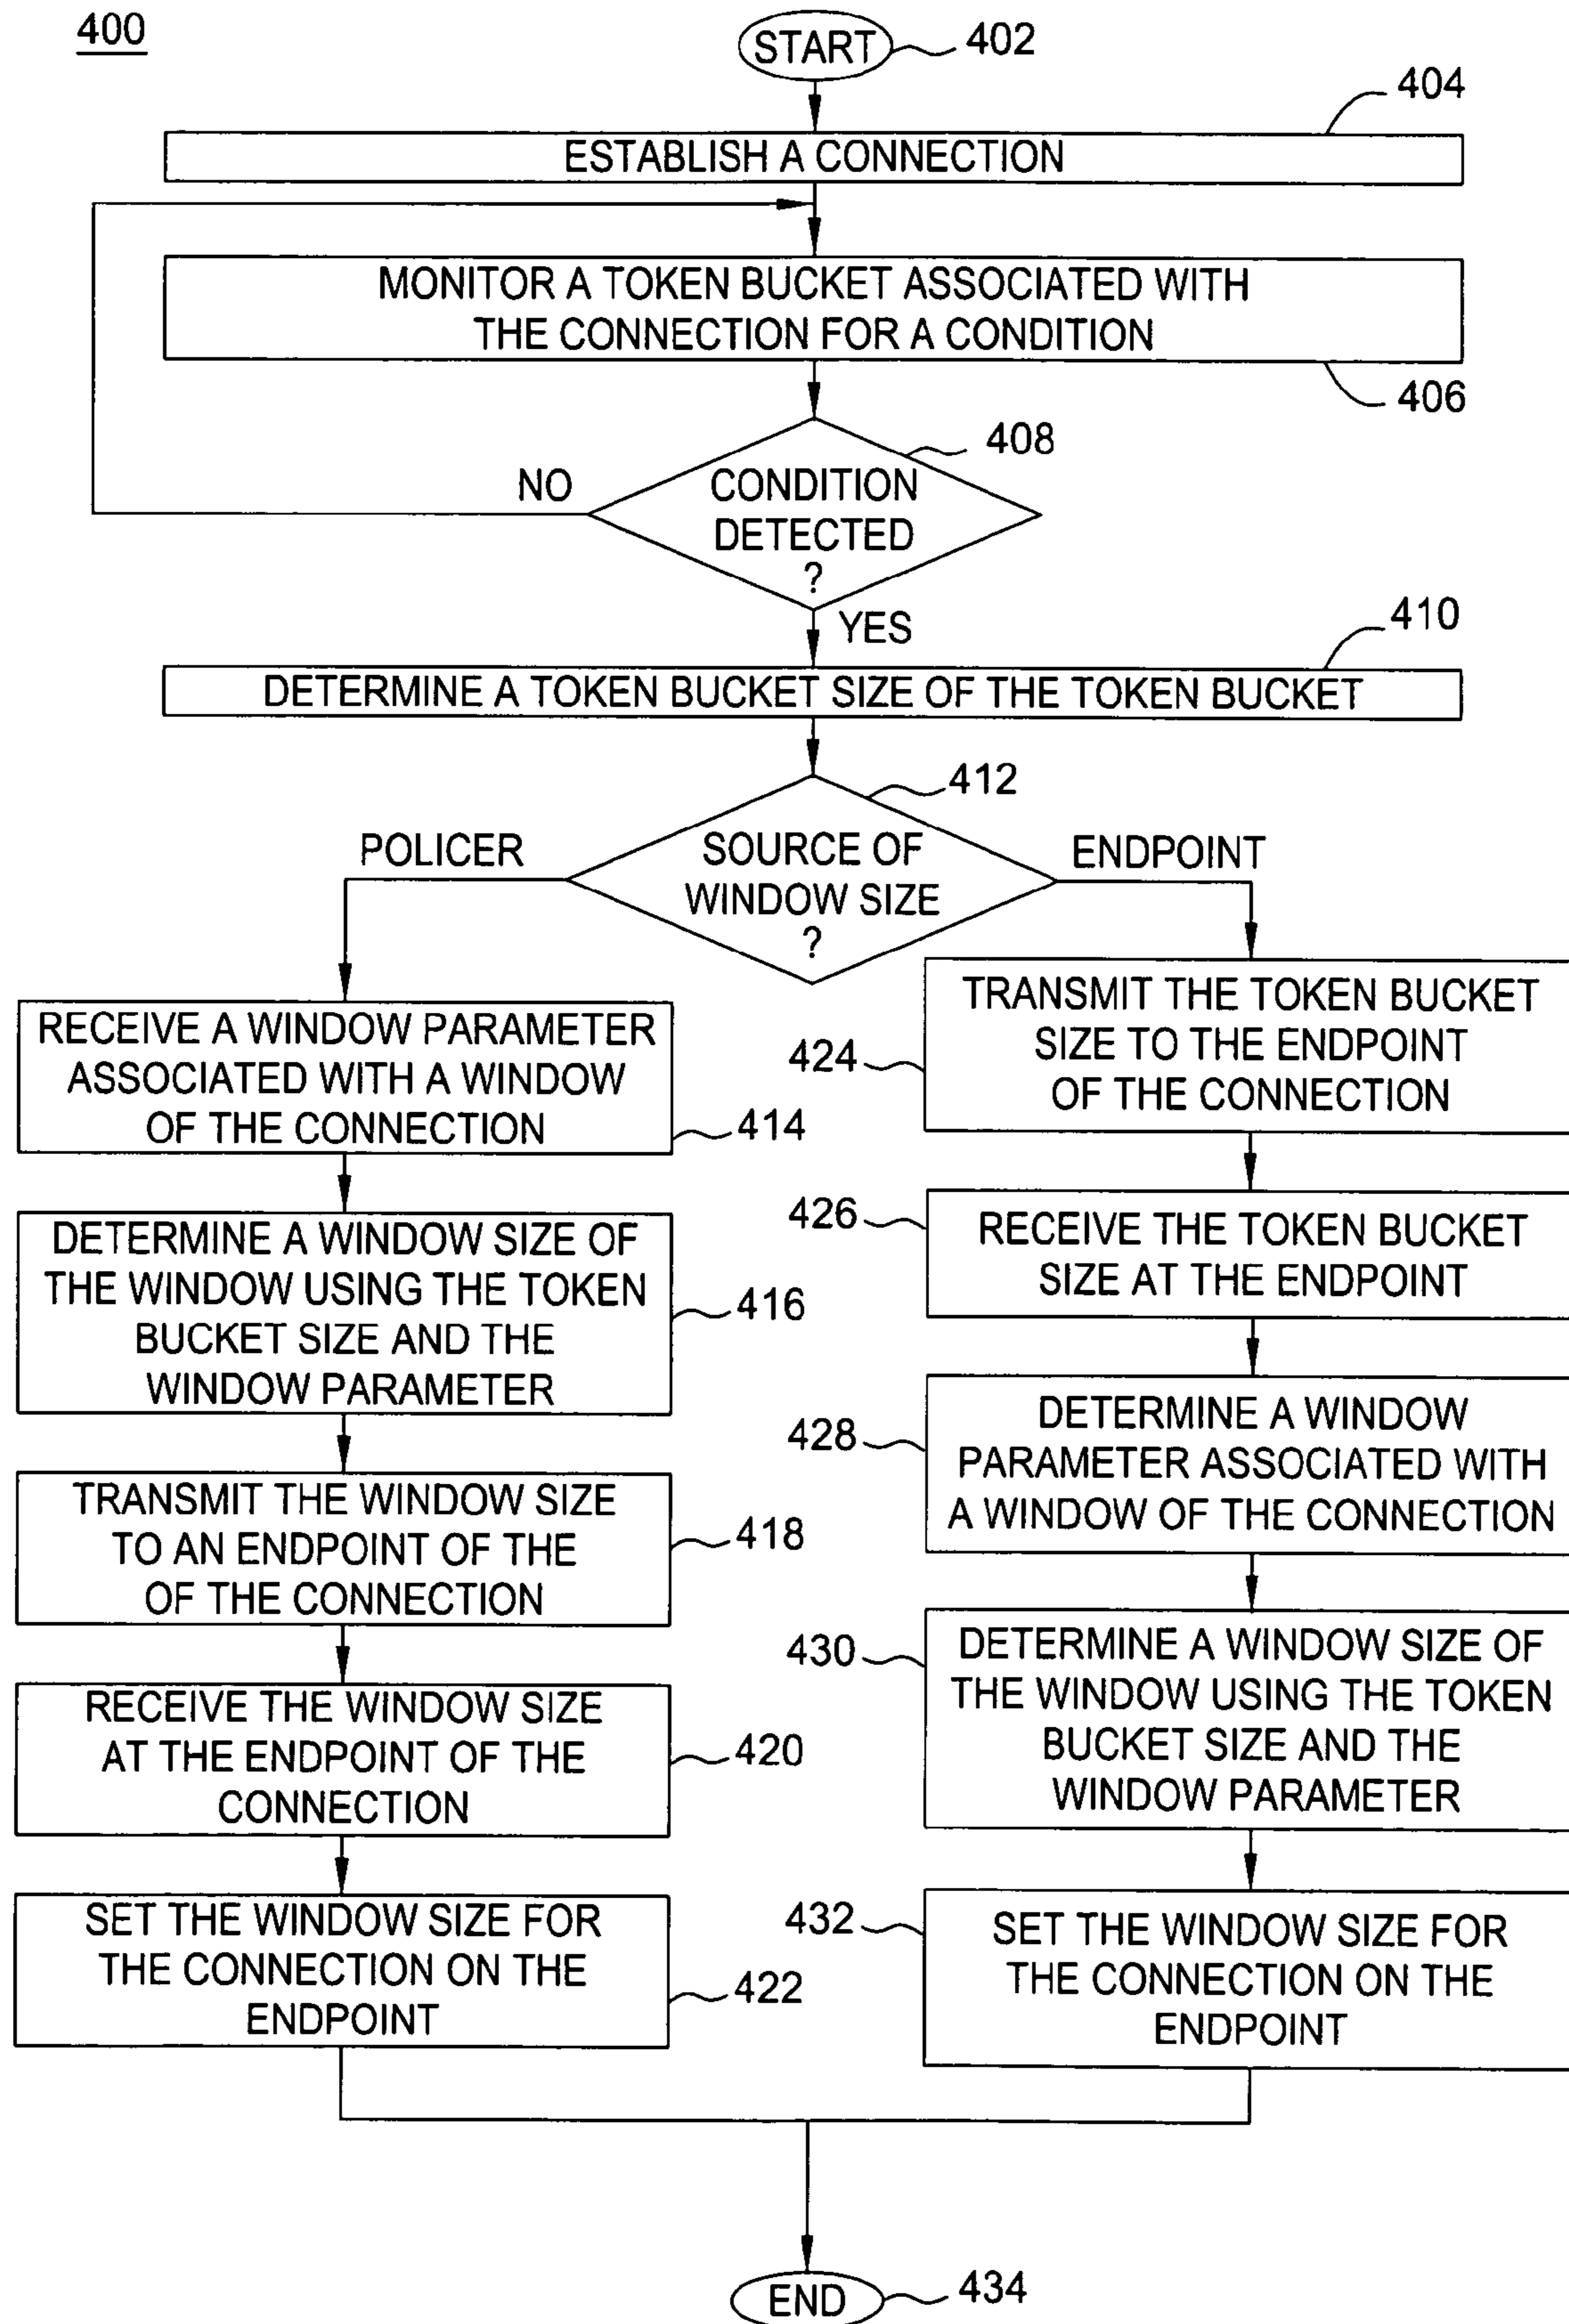 400
START
402
404
ESTABLISH A CONNECTION
MONITOR A TOKEN BUCKET ASSOCIATED WITH
THE CONNECTION FOR A CONDITION
406
408
NO
CONDITION
DETECTED
?
YES
410
DETERMINE A TOKEN BUCKET SIZE OF THE TOKEN BUCKET
412
POLICER
SOURCE OF
WINDOW SIZE
?
ENDPOINT
RECEIVE A WINDOW PARAMETER
ASSOCIATED WITH A WINDOW
OF THE CONNECTION
414
DETERMINE A WINDOW SIZE OF
THE WINDOW USING THE TOKEN
BUCKET SIZE AND THE
WINDOW PARAMETER
416
TRANSMIT THE WINDOW SIZE
TO AN ENDPOINT OF THE
OF THE CONNECTION
418
RECEIVE THE WINDOW SIZE
AT THE ENDPOINT OF THE
CONNECTION
420
SET THE WINDOW SIZE FOR
THE CONNECTION ON THE
ENDPOINT
422
TRANSMIT THE TOKEN BUCKET
SIZE TO THE ENDPOINT
OF THE CONNECTION
424
RECEIVE THE TOKEN BUCKET
SIZE AT THE ENDPOINT
426
DETERMINE A WINDOW
PARAMETER ASSOCIATED WITH
A WINDOW OF THE CONNECTION
428
DETERMINE A WINDOW SIZE OF
THE WINDOW USING THE TOKEN
BUCKET SIZE AND THE
WINDOW PARAMETER
430
SET THE WINDOW SIZE FOR
THE CONNECTION ON THE
ENDPOINT
432
END
434